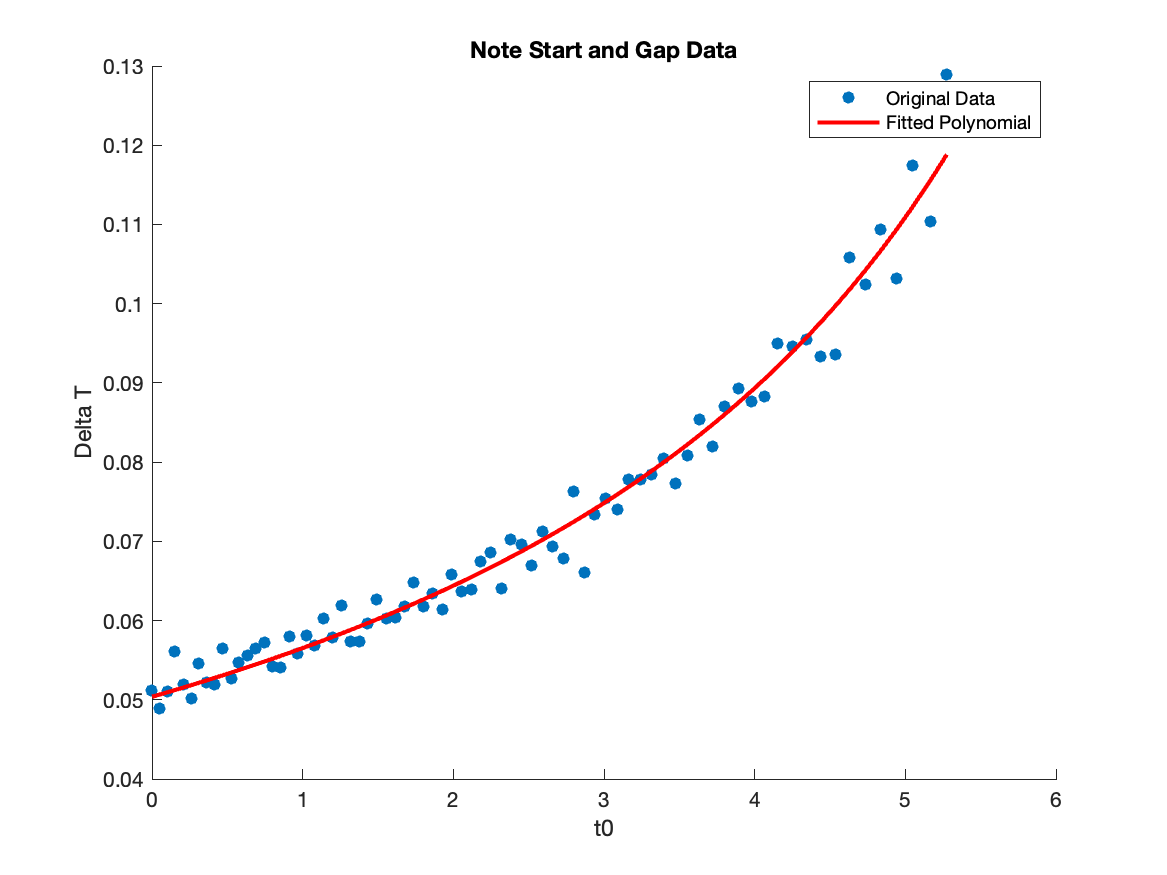 Note Start and Gap Data
0.13
0.12
0.11
0.1
0.09
0.08
0.07
0.06
0.05
0.04
Delta T
Original Data
Fitted Polynomial
0 1 2 3 4 5 6
t0